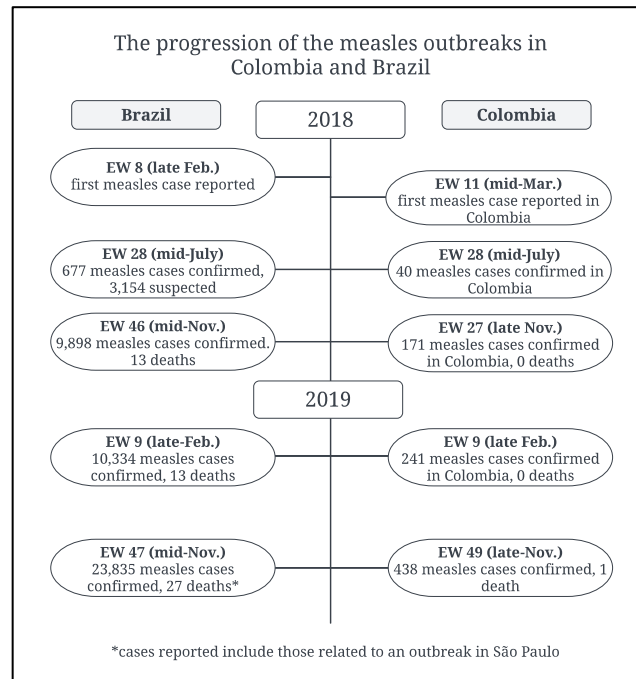 The progression of the measles outbreaks in
Colombia and Brazil
Brazil
2018
Colombia
EW 8 (late Feb.)
first measles case reported
EW 11 (mid-Mar.)
first measles case reported in
Colombia
EW 28 (mid-July)
677 measles cases confirmed,
3,154 suspected
EW 28 (mid-July)
40 measles cases confirmed in
Colombia
EW 46 (mid-Nov.)
9,898 measles cases confirmed.
13 deaths
EW 27 (late Nov.)
171 measles cases confirmed
in Colombia, 0 deaths
2019
EW 9 (late-Feb.)
10,334 measles cases
confirmed, 13 deaths
EW 9 (late Feb.)
241 measles cases confirmed
in Colombia, 0 deaths
EW 47 (mid-Nov.)
23,835 measles cases
confirmed, 27 deaths*
EW 49 (late-Nov.)
438 measles cases confirmed, 1
death
*cases reported include those related to an outbreak in São Paulo